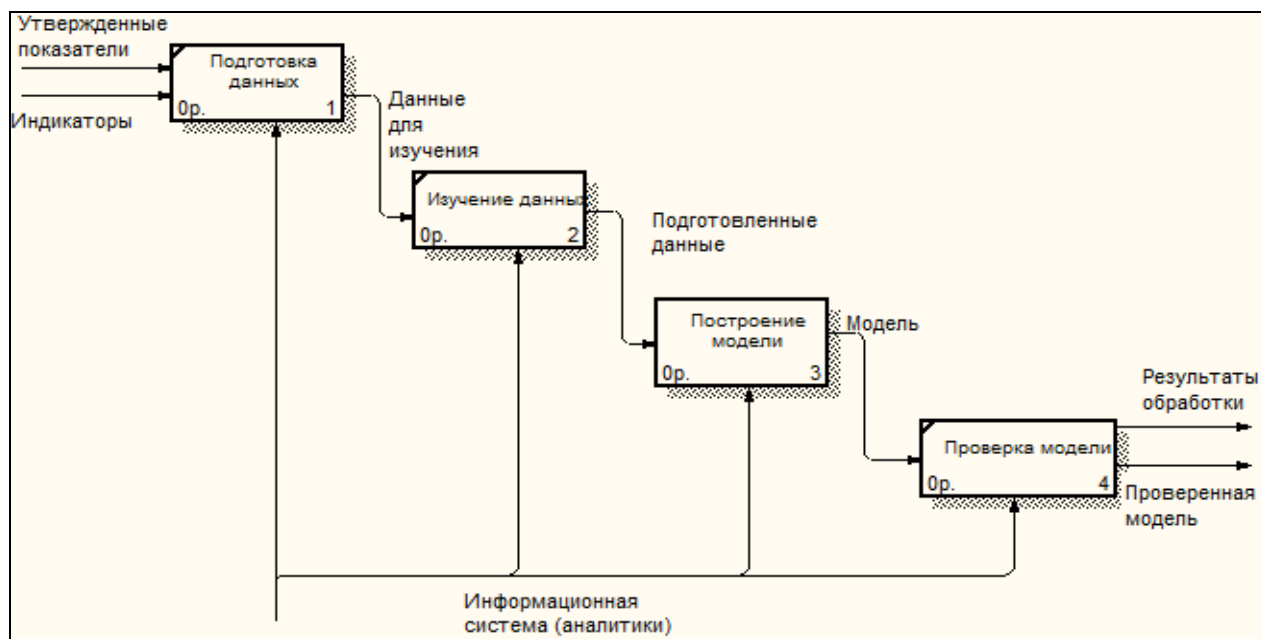 Утвержденные
показатели
Индикаторы
Подготовка
данных
0р. 1
Данные
для
изучения
Изучение данных
0р. 2
Подготовленные
данные
Построение
модели
0р. 3
Модель
Проверка модели
0р. 4
Результаты
обработки
Проверенная
модель
Информационная
система (аналитики)